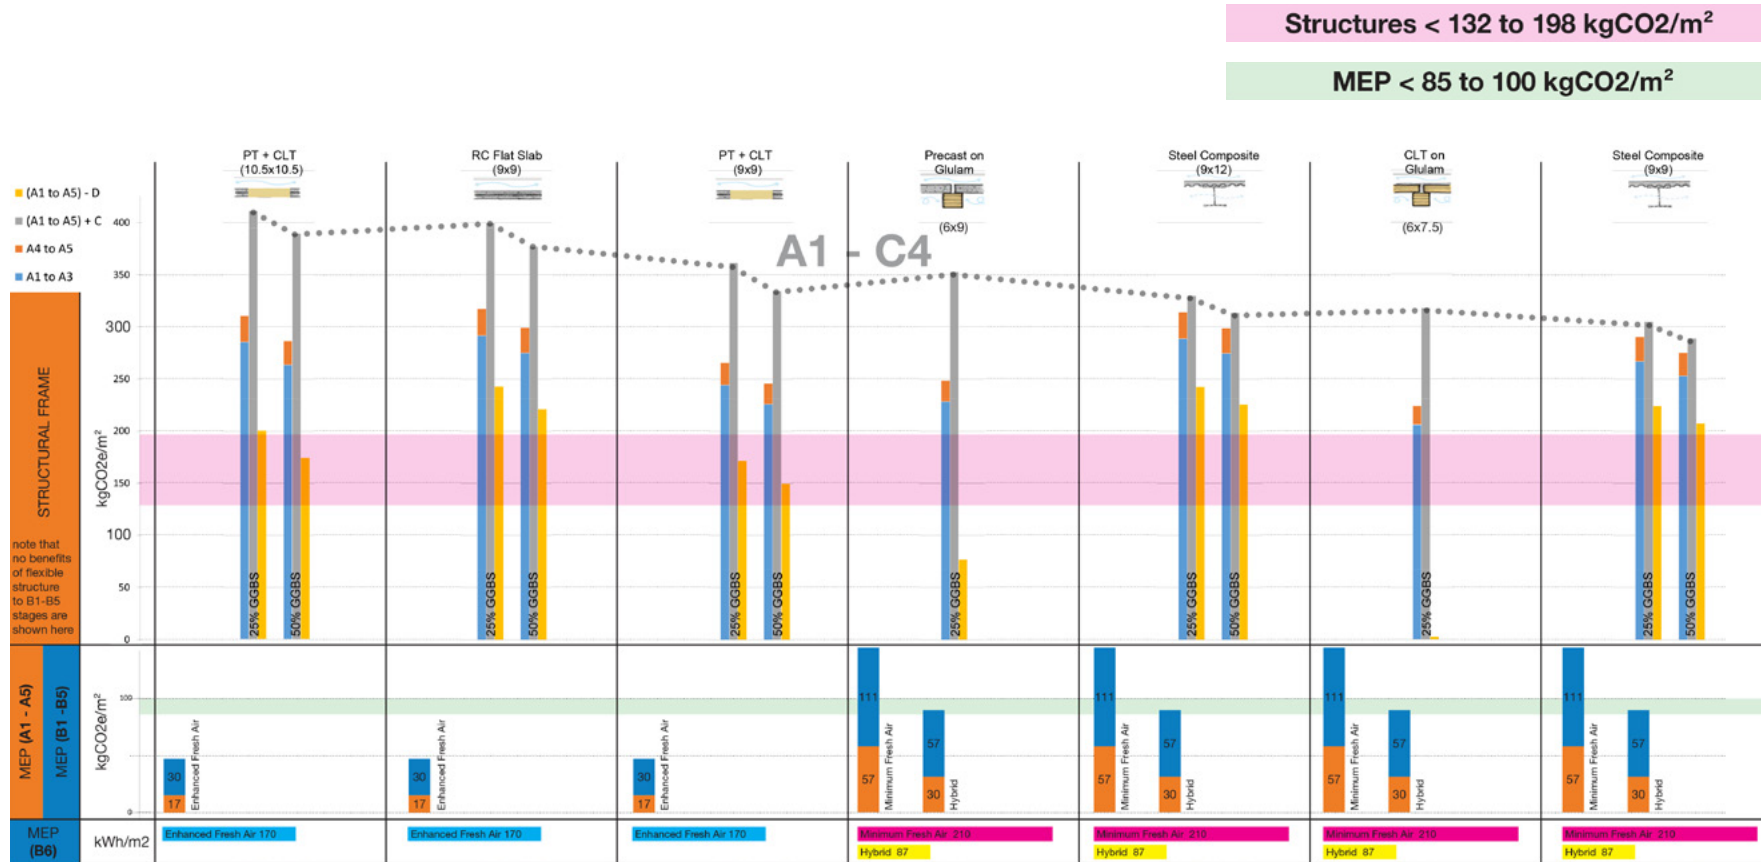 Structures < 132 to 198 kgCO2/m²
MEP < 85 to 100 kgCO2/m²
PT + CLT
(10.5x10.5)
RC Flat Slab
(9x9)
PT + CLT
(9x9)
Precast on
Glulam
(6x9)
Steel Composite
(9x12)
CLT on
Glulam
(6x7.5)
Steel Composite
(9x9)
(A1 to A5) - D
(A1 to A5) + C
A4 to A5
A1 to A3
A1 - C4
STRUCTURAL FRAME
note that
no benefits
of flexible
structure
to B1-B5
stages are
shown here
kgCO2e/m²
400
350
300
250
200
150
100
50
0
25% GGBS
50% GGBS
25% GGBS
50% GGBS
25% GGBS
50% GGBS
25% GGBS
25% GGBS
50% GGBS
25% GGBS
25% GGBS
50% GGBS
MEP (A1 - A5)
MEP (B1 -B5)
kgCO2e/m²
100
0
30
17
Enhanced Fresh Air
30
17
Enhanced Fresh Air
30
17
Enhanced Fresh Air
111
57
Minimum Fresh Air
57
30
Hybrid
111
57
Minimum Fresh Air
57
30
Hybrid
111
57
Minimum Fresh Air
57
30
Hybrid
111
57
Minimum Fresh Air
57
30
Hybrid
MEP
(B6)
kWh/m2
Enhanced Fresh Air 170
Enhanced Fresh Air 170
Enhanced Fresh Air 170
Minimum Fresh Air 210
Hybrid 87
Minimum Fresh Air 210
Hybrid 87
Minimum Fresh Air 210
Hybrid 87
Minimum Fresh Air 210
Hybrid 87